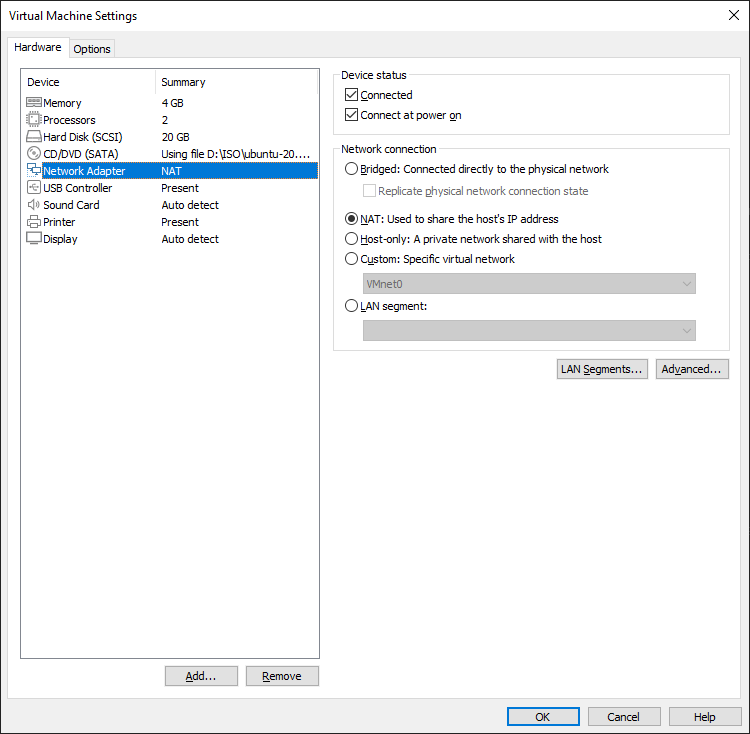 Virtual Machine Settings
Hardware Options
Device Summary
Memory 4 GB
Processors 2
Hard Disk (SCSI) 20 GB
CD/DVD (SATA) Using file D:\ISO\ubuntu-20....
Network Adapter NAT
USB Controller Present
Sound Card Auto detect
Printer Present
Display Auto detect
Add... Remove
Device status
Connected
Connect at power on
Network connection
Bridged: Connected directly to the physical network
Replicate physical network connection state
NAT: Used to share the host's IP address
Host-only: A private network shared with the host
Custom: Specific virtual network
VMnet0
LAN segment:
LAN Segments... Advanced...
OK Cancel Help